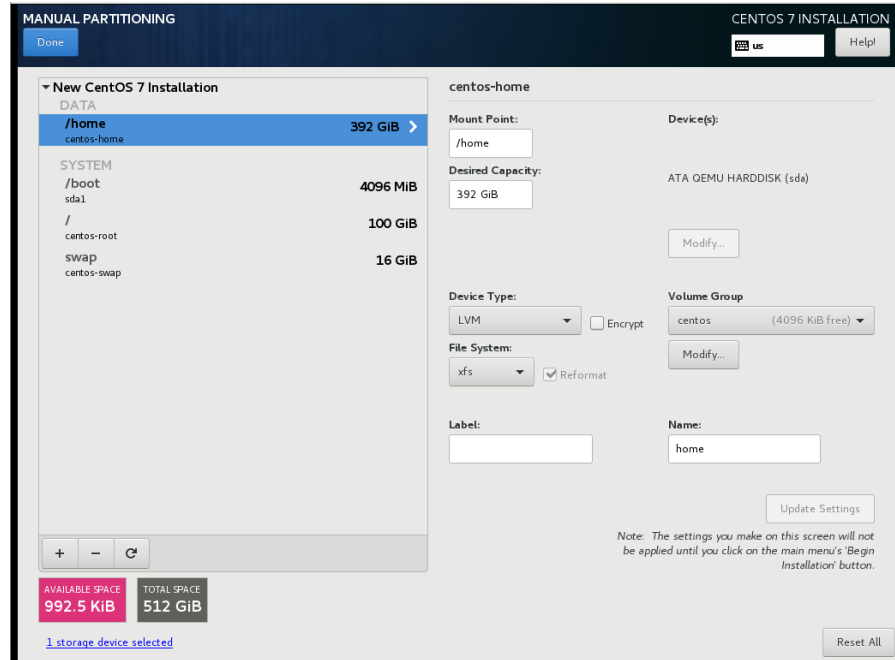 MANUAL PARTITIONING
CENTOS 7 INSTALLATION
Done
us
Help!
New CentOS 7 Installation
DATA
/home
392 GiB
centos-home
SYSTEM
/boot
4096 MiB
sda1
/
100 GiB
centos-root
swap
16 GiB
centos-swap
+ −
AVAILABLE SPACE
992.5 KiB
TOTAL SPACE
512 GiB
1 storage device selected
centos-home
Mount Point:
/home
Device(s):
Desired Capacity:
392 GiB
ATA QEMU HARDDISK (sda)
Modify...
Device Type:
LVM
Encrypt
Volume Group
centos (4096 KiB free)
File System:
xfs
Reformat
Modify...
Label:
Name:
home
Update Settings
Note: The settings you make on this screen will not
be applied until you click on the main menu's 'Begin
Installation' button.
Reset All